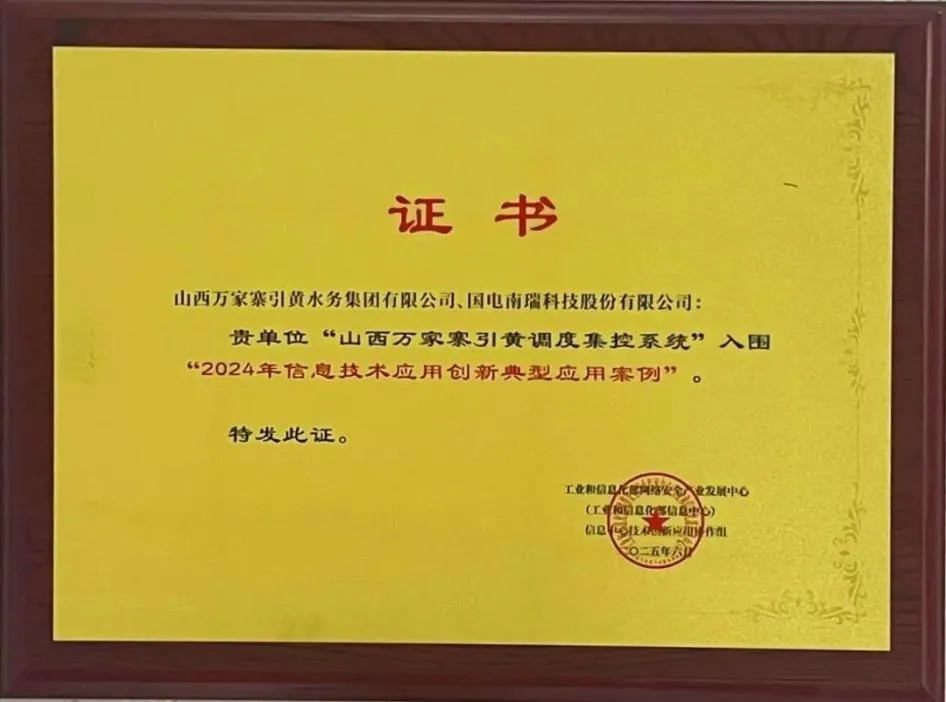 证 书
山西万家寨引黄水务集团有限公司、国电南瑞科技股份有限公司：
贵单位“山西万家寨引黄调度集控系统”入围
“2024年信息技术应用创新典型应用案例”。
特发此证。
工业和信息化部网络安全产业发展中心
(工业和信息化部信息中心)
信息中心技术创新应用协作组
二〇二五年六月